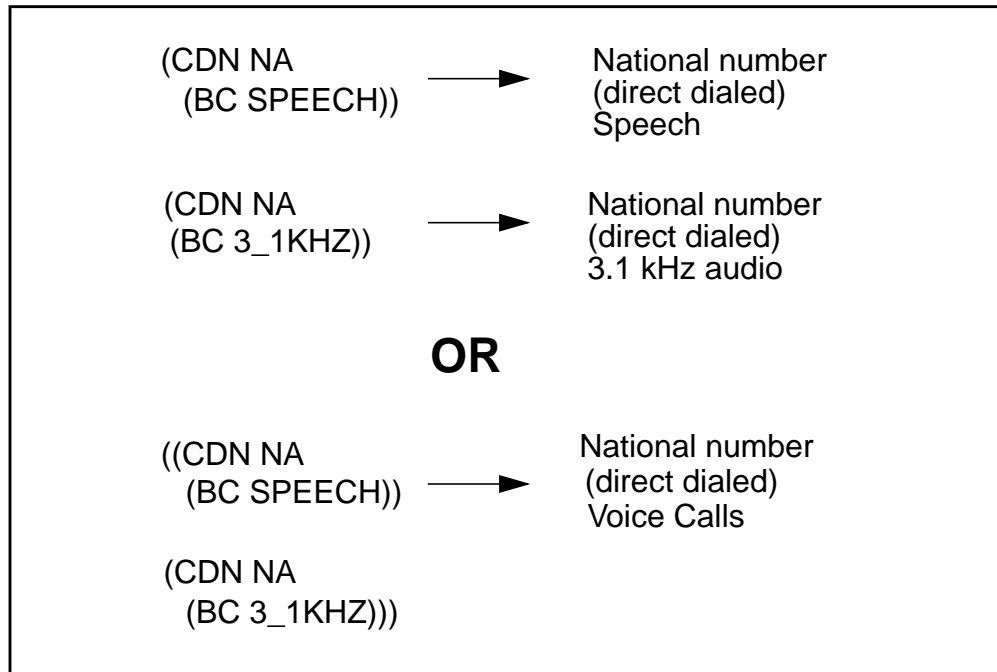 (CDN NA
(BC SPEECH))
National number
(direct dialed)
Speech
(CDN NA
(BC 3_1KHZ))
National number
(direct dialed)
3.1 kHz audio
OR
((CDN NA
(BC SPEECH))
National number
(direct dialed)
Voice Calls
(CDN NA
(BC 3_1KHZ)))